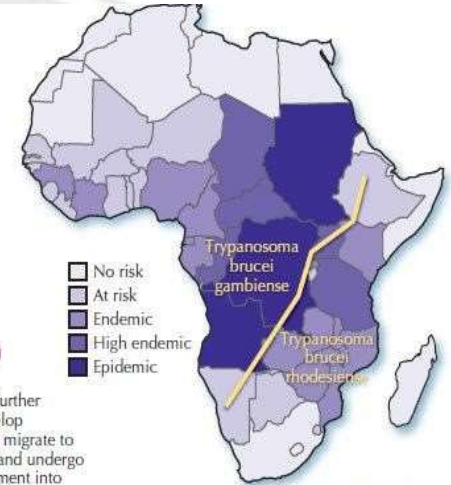 Trypanosoma
brucei
gambiense
No risk
At risk
Endemic
High endemic
Epidemic
Trypanosoma
brucei
rhodesiense
urther
lop
migrate to
and undergo
ment into